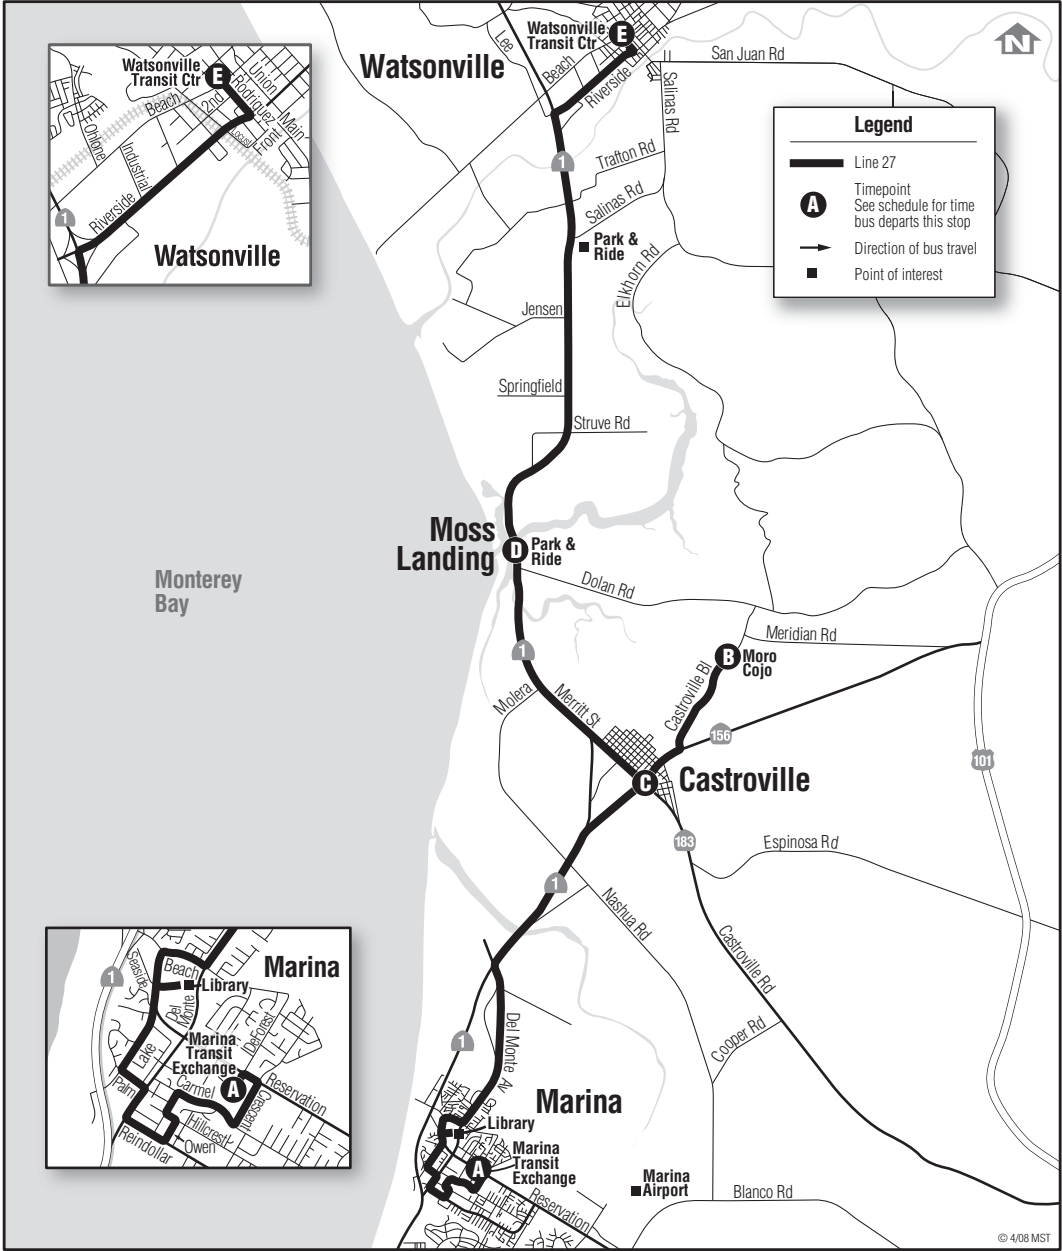 Watsonville
Transit Ctr
E
Union
Rodriguez
Beach
2nd
Main
Locust
Front
Ohlone
Industrial
1
Riverside
Watsonville
Watsonville
Lee
Watsonville
Transit Ctr
E
Beach
Riverside
San Juan Rd
Salinas Rd
N
Legend
Line 27
A
Timepoint
See schedule for time
bus departs this stop
Direction of bus travel
Point of interest
1
Trafton Rd
Salinas Rd
Park &
Ride
Elkhorn Rd
Jensen
Springfield
Struve Rd
Moss
Landing
D
Park &
Ride
Monterey
Bay
Dolan Rd
Meridian Rd
1
B
Moro
Cojo
Molera
Merritt St
Castroville Bl
156
101
C
Castroville
183
Espinosa Rd
1
Nashua Rd
Castroville Rd
Cooper Rd
Del Monte Av
1
Marina
Library
Marina
Transit
Exchange
A
Reservation
Marina
Airport
Blanco Rd
Marina
1
Seaside
Beach
Library
Del
Monte
DeForest
Marina
Transit
Exchange
Lake
A
Palm
Carmel
Reservation
Crescent
Hillcrest
Reindollar
Owen
© 4/08 MST